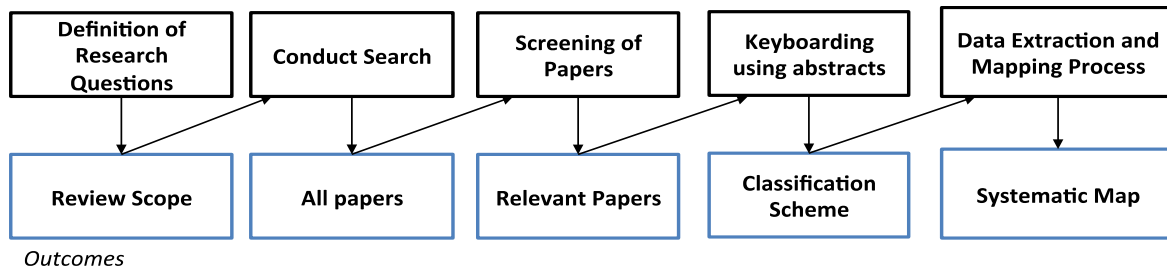 Definition of
Research
Questions
Conduct Search
Screening of
Papers
Keyboarding
using abstracts
Data Extraction and
Mapping Process
Review Scope
All papers
Relevant Papers
Classification
Scheme
Systematic Map
Outcomes